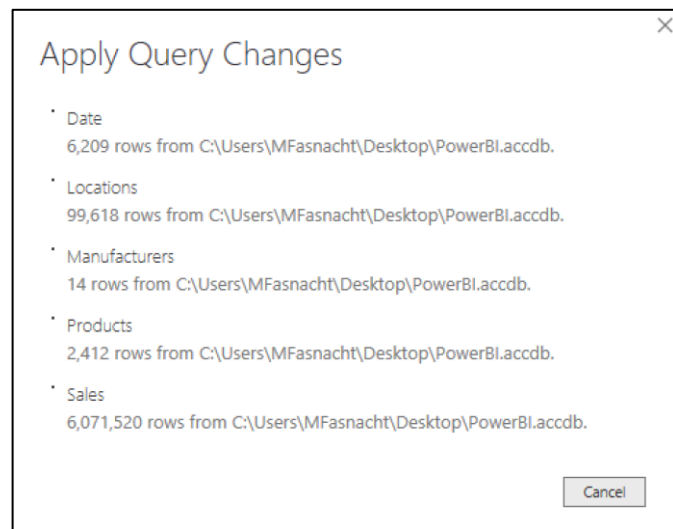 Apply Query Changes
Date
6,209 rows from C:\Users\MFasnacht\Desktop\PowerBI.accdb.
Locations
99,618 rows from C:\Users\MFasnacht\Desktop\PowerBI.accdb.
Manufacturers
14 rows from C:\Users\MFasnacht\Desktop\PowerBI.accdb.
Products
2,412 rows from C:\Users\MFasnacht\Desktop\PowerBI.accdb.
Sales
6,071,520 rows from C:\Users\MFasnacht\Desktop\PowerBI.accdb.
Cancel